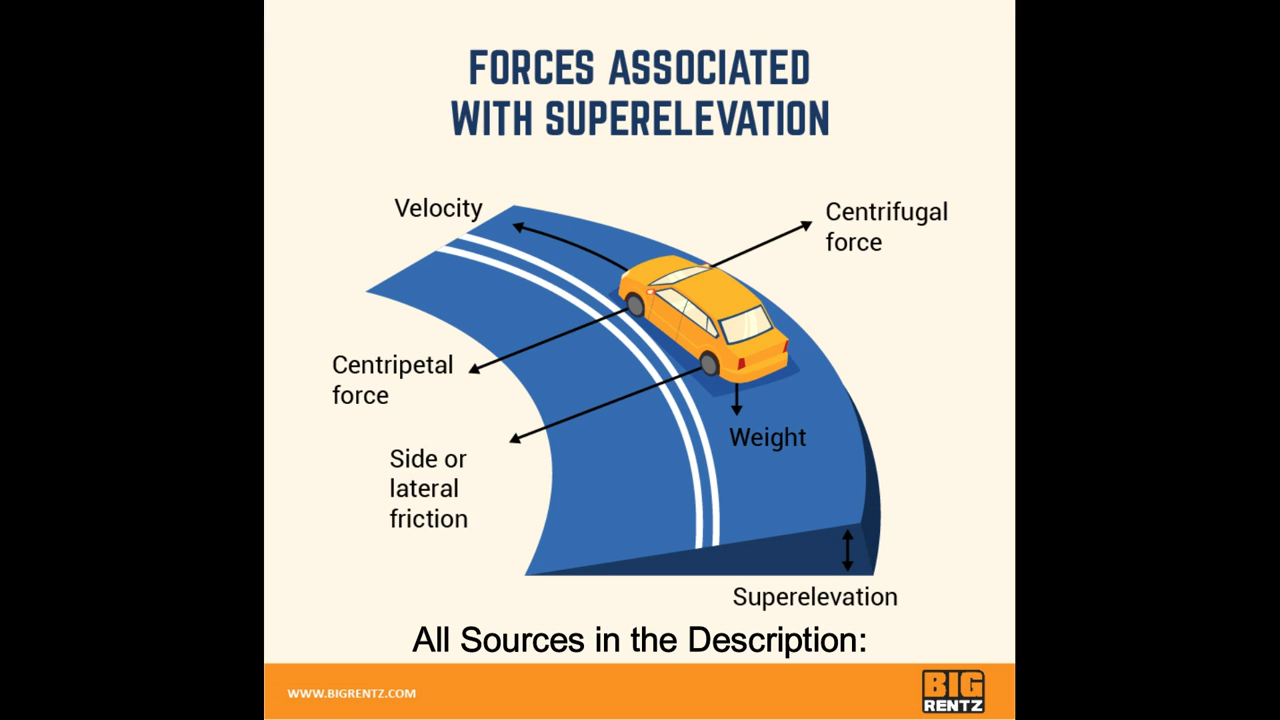 FORCES ASSOCIATED
WITH SUPERELEVATION
Velocity
Centrifugal
force
Centripetal
force
Weight
Side or
lateral
friction
Superelevation
All Sources in the Description:
WWW.BIGRENTZ.COM
BIG
RENTZ